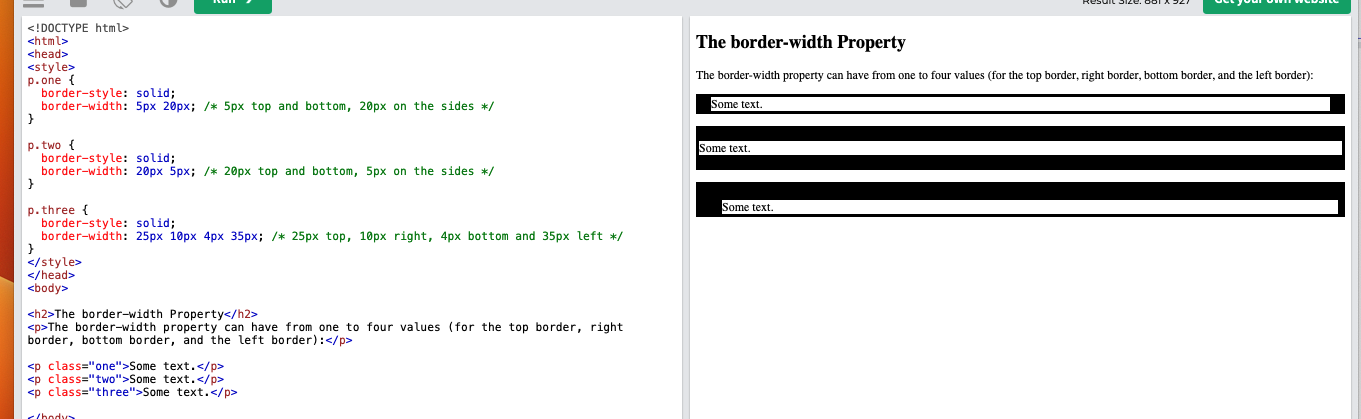 Run
Result Size: 881 x 927
Get your own website
<!DOCTYPE html>
<html>
<head>
<style>
p.one {
  border-style: solid;
  border-width: 5px 20px; /* 5px top and bottom, 20px on the sides */
}

p.two {
  border-style: solid;
  border-width: 20px 5px; /* 20px top and bottom, 5px on the sides */
}

p.three {
  border-style: solid;
  border-width: 25px 10px 4px 35px; /* 25px top, 10px right, 4px bottom and 35px left */
}
</style>
</head>
<body>

<h2>The border-width Property</h2>
<p>The border-width property can have from one to four values (for the top border, right
border, bottom border, and the left border):</p>

<p class="one">Some text.</p>
<p class="two">Some text.</p>
<p class="three">Some text.</p>

</body>
The border-width Property
The border-width property can have from one to four values (for the top border, right border, bottom border, and the left border):
Some text.
Some text.
Some text.